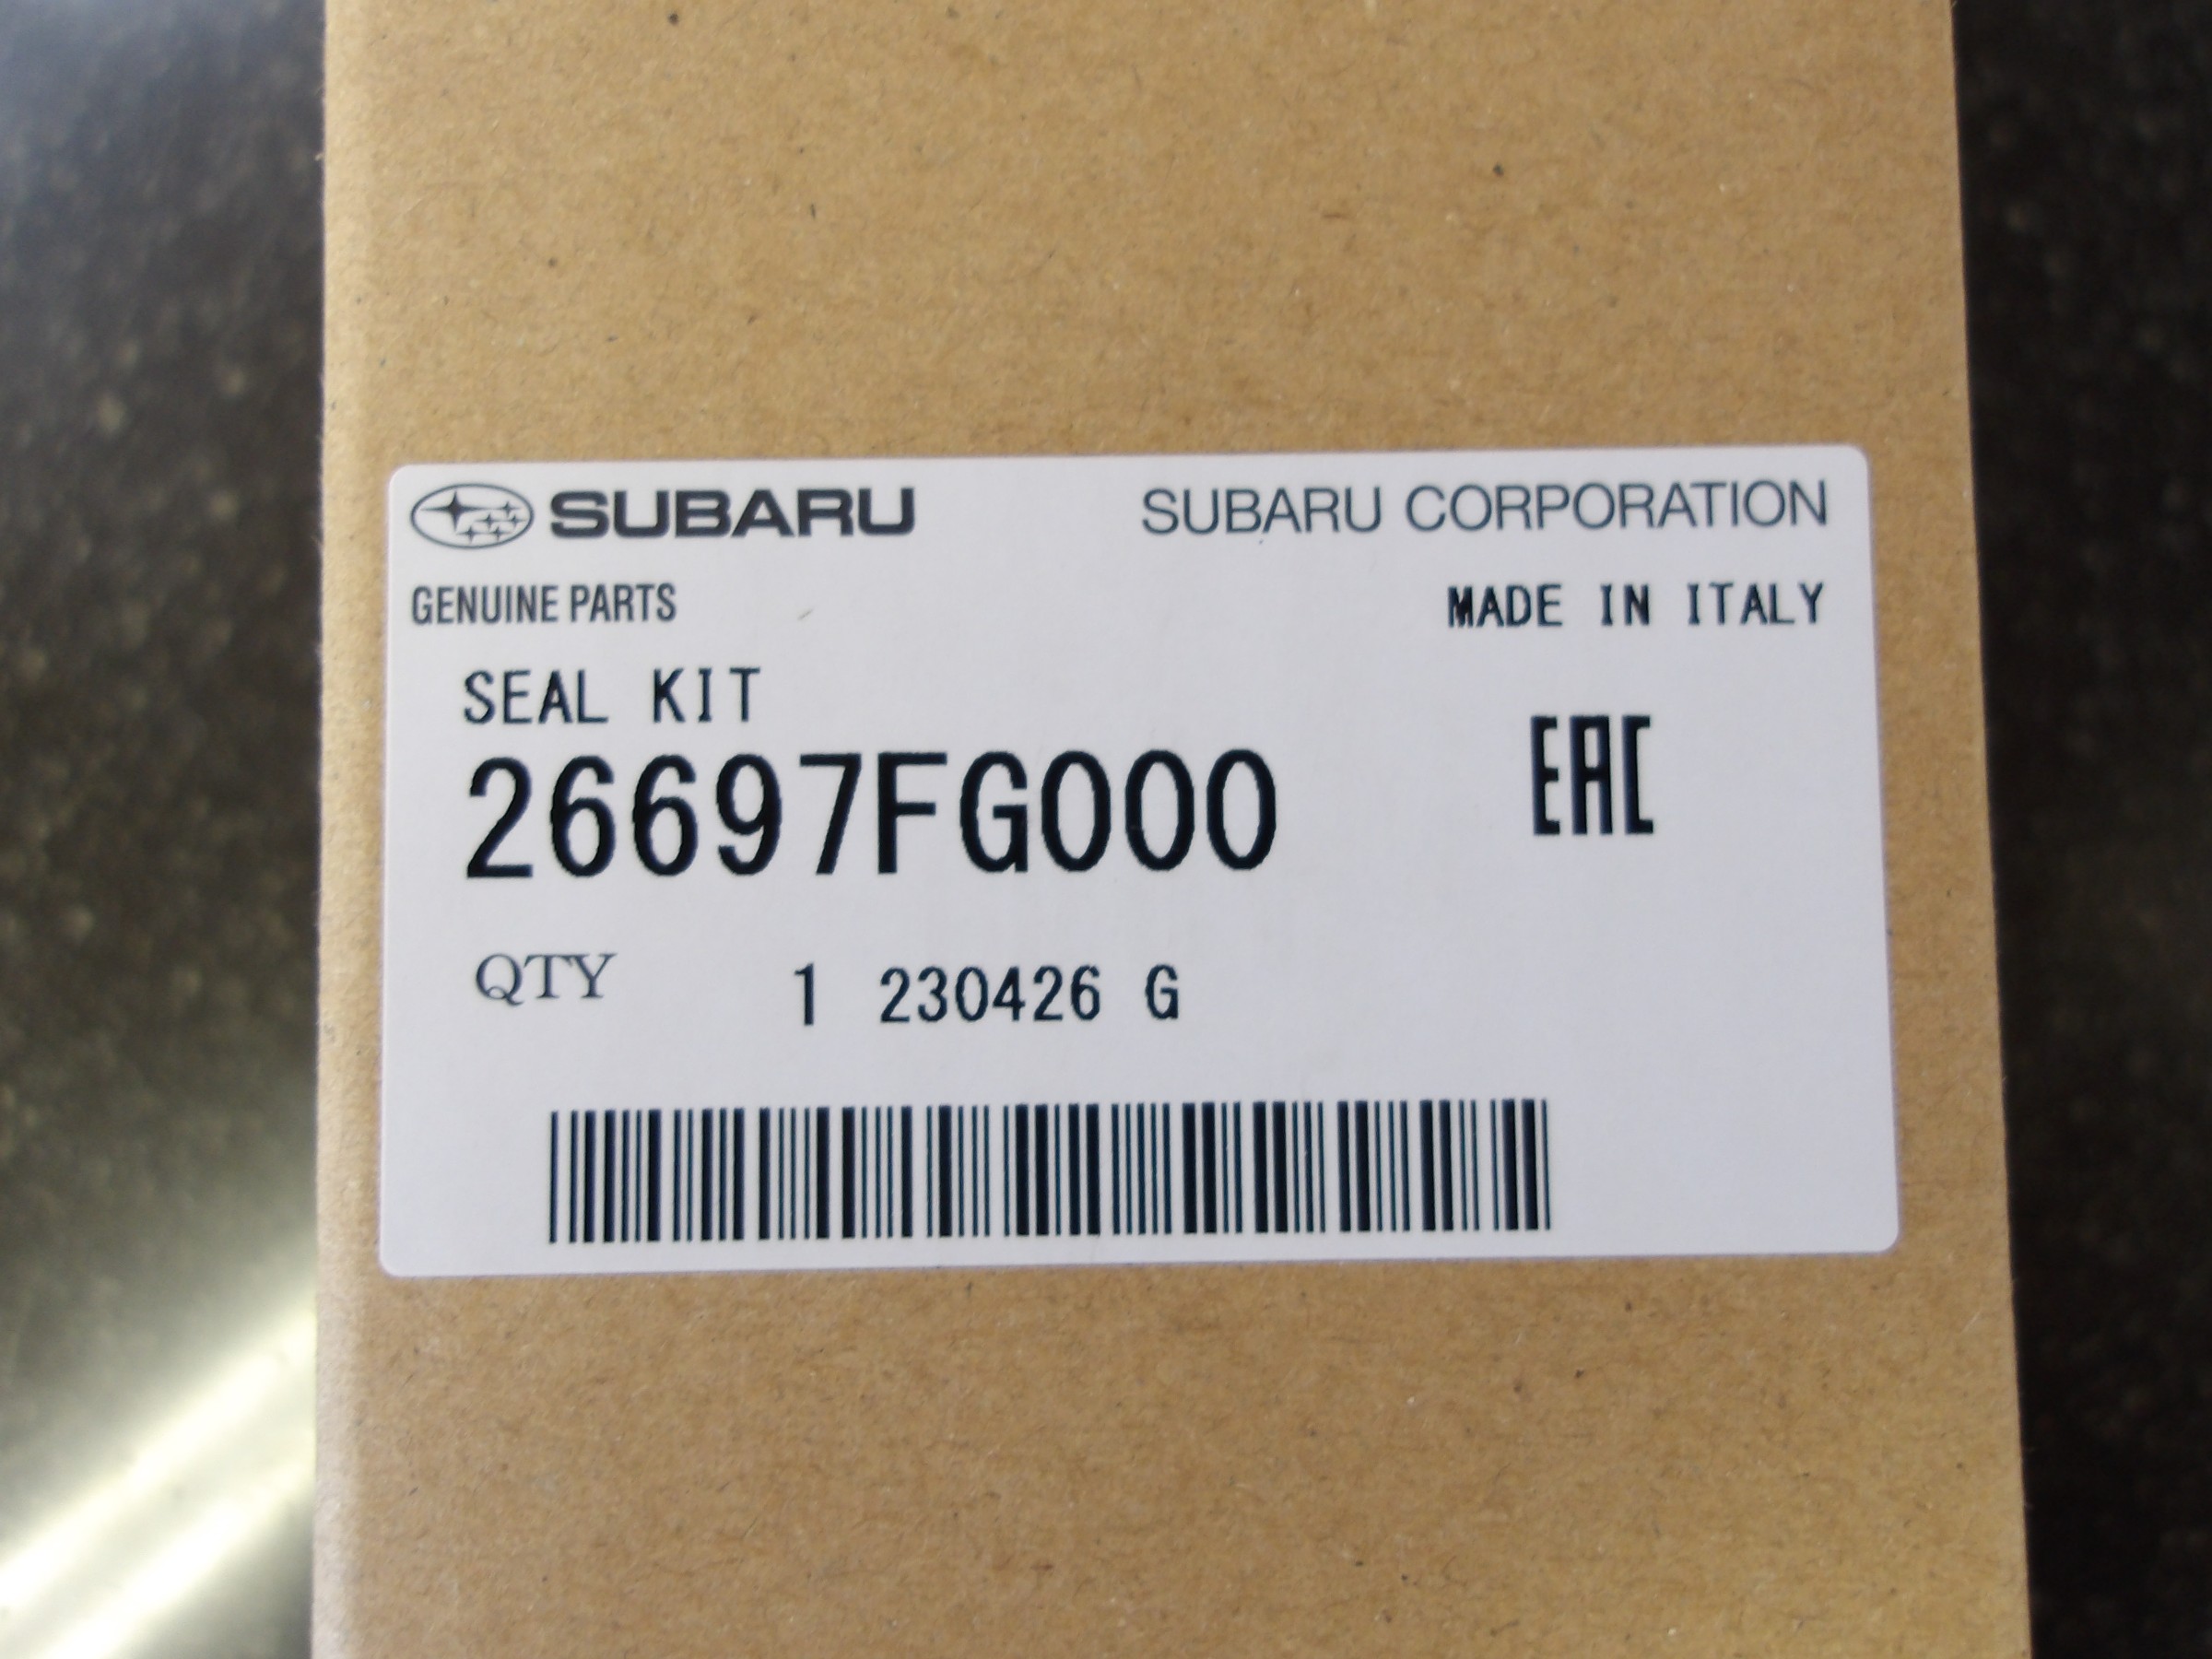 SUBARU SUBARU CORPORATION
GENUINE PARTS MADE IN ITALY
SEAL KIT
26697FG000 EAC
QTY 1 230426 G